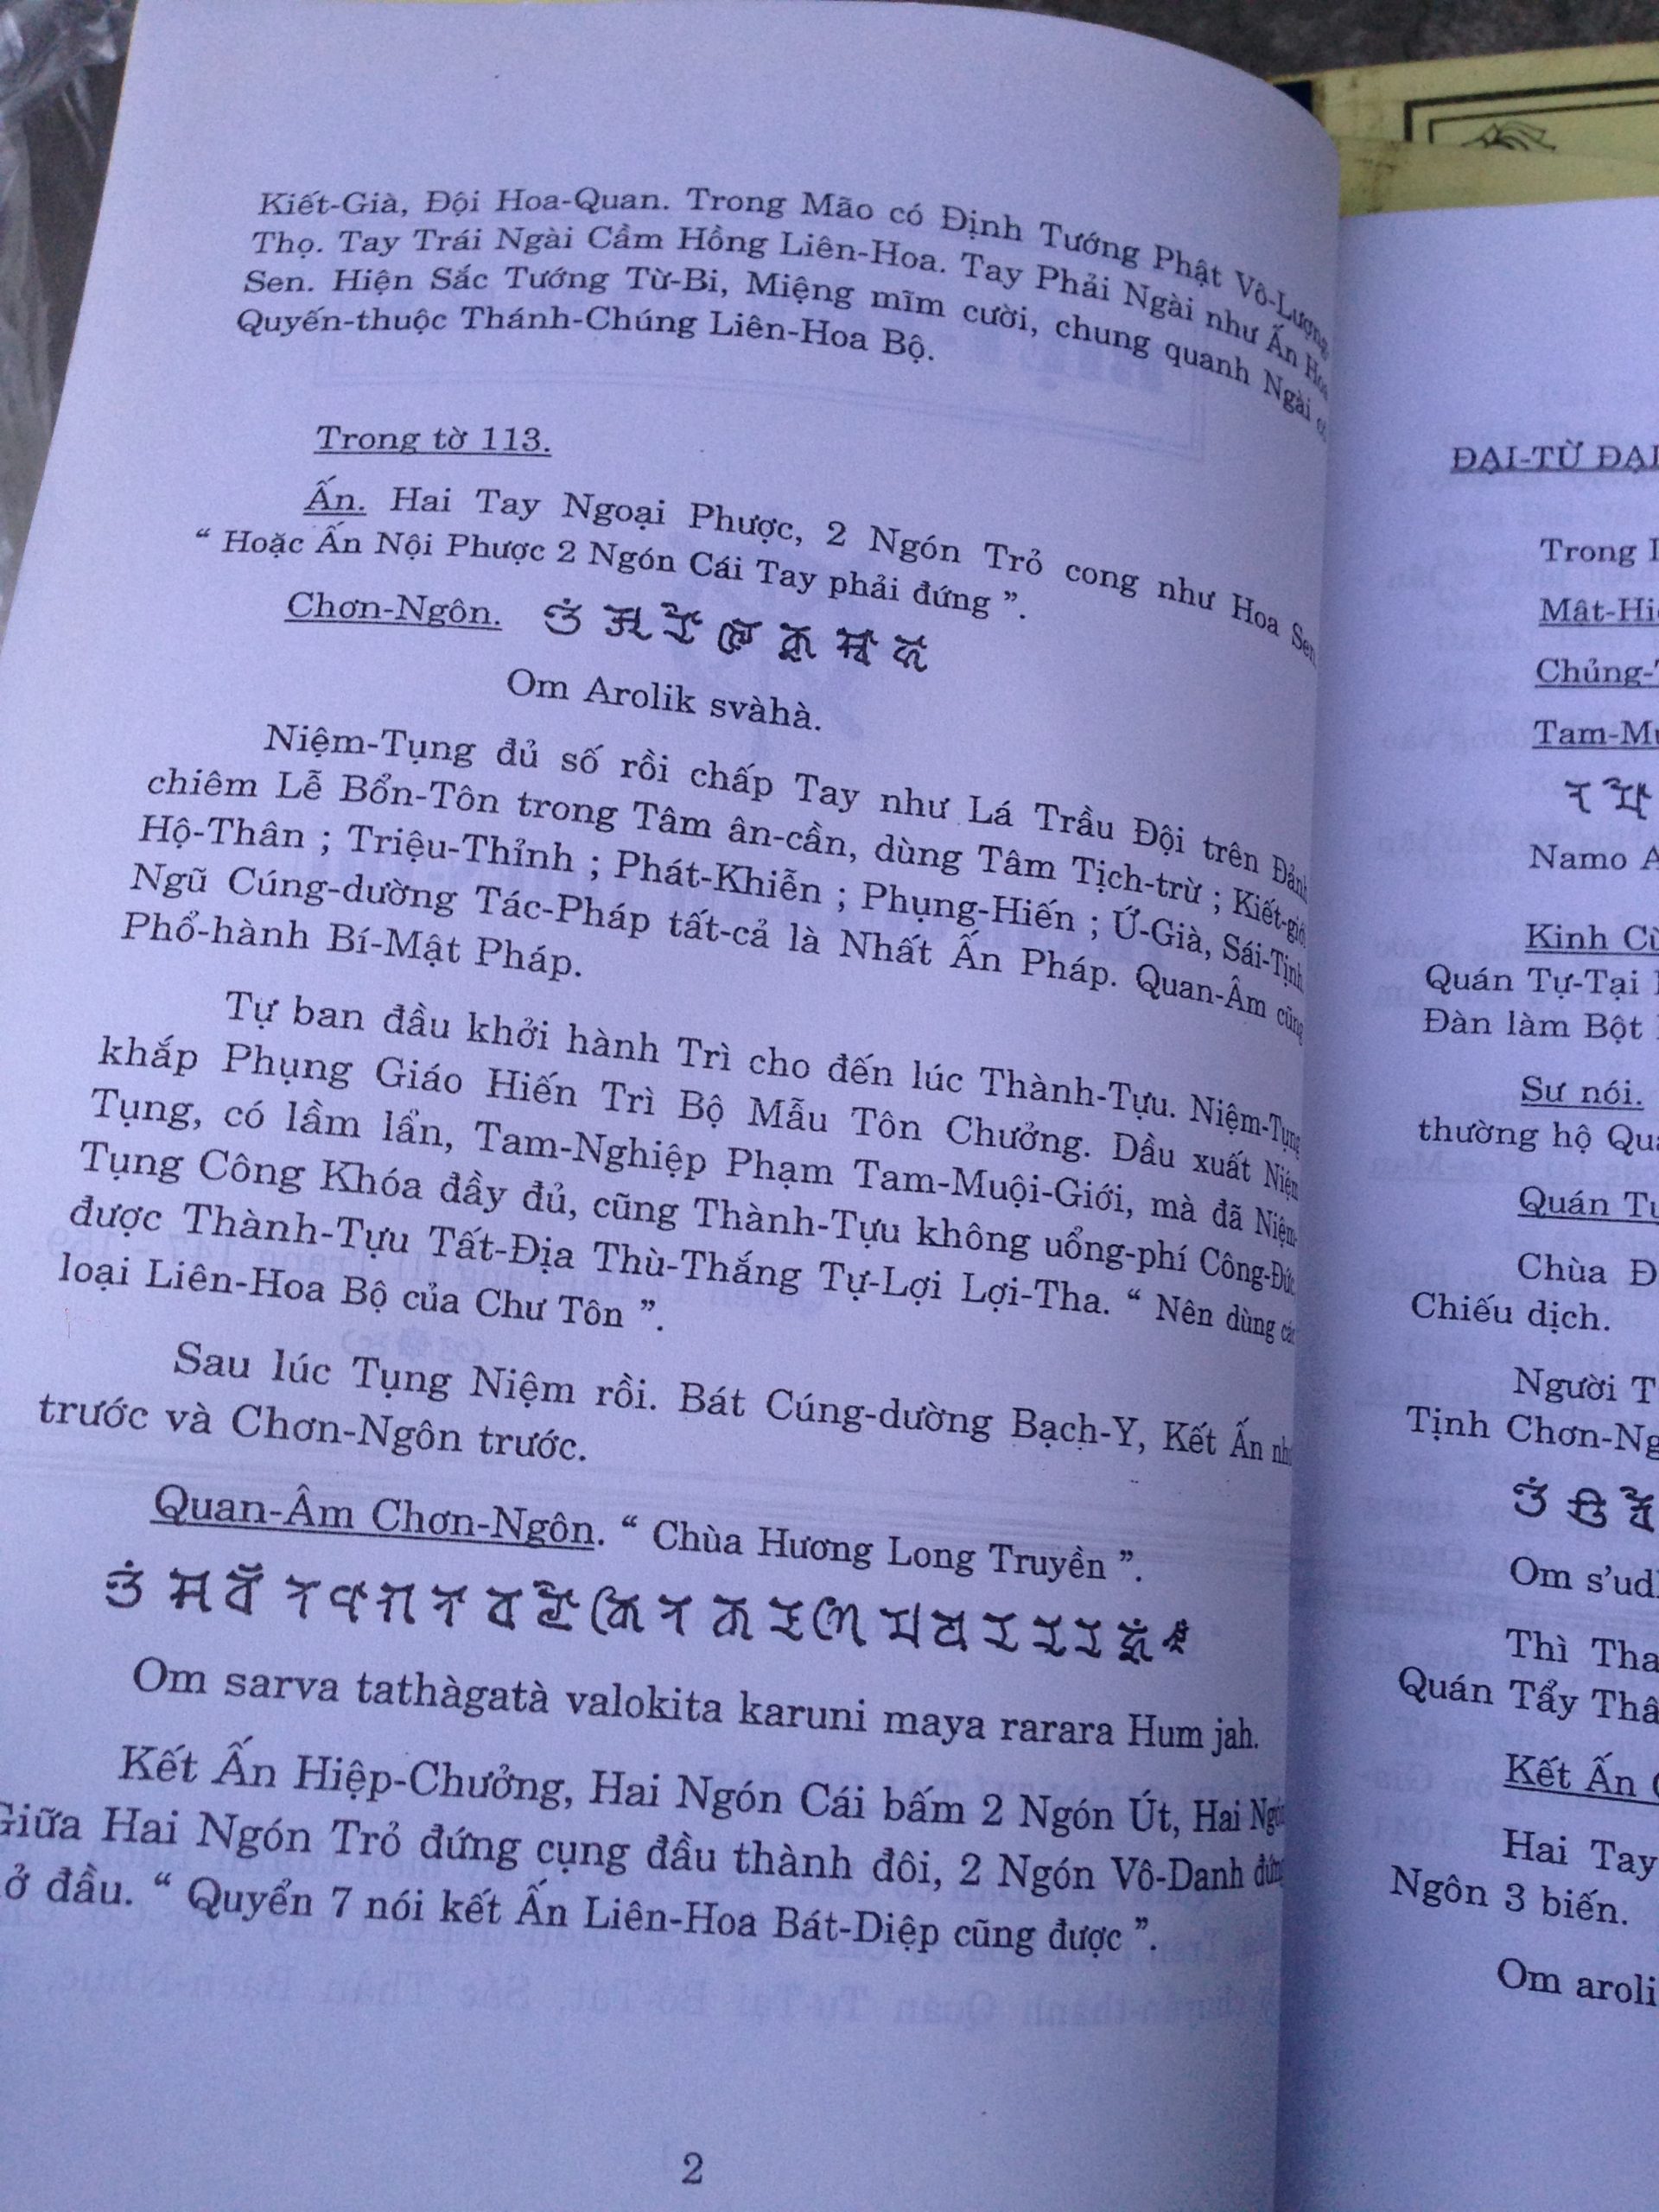 Kiết-Già, Đội Hoa-Quan. Trong Mão có Định Tướng Phật Vô-Lượng
Thọ. Tay Trái Ngài Cầm Hồng Liên-Hoa. Tay Phải Ngài như Ấn Hoa
Sen. Hiện Sắc Tướng Từ-Bi, Miệng mĩm cười, chung quanh Ngài có
Quyến-thuộc Thánh-Chúng Liên-Hoa Bộ.
Trong tờ 113.
Ấn. Hai Tay Ngoại Phược, 2 Ngón Trỏ cong như Hoa Sen.
“ Hoặc Ấn Nội Phược 2 Ngón Cái Tay phải đứng ”.
Chơn-Ngôn.
Om Arolik svàhà.
Niệm-Tụng đủ số rồi chấp Tay như Lá Trầu Đội trên Đảnh
chiêm Lễ Bổn-Tôn trong Tâm ân-cần, dùng Tâm Tịch-trừ ; Kiết-giới
Hộ-Thân ; Triệu-Thỉnh ; Phát-Khiễn ; Phụng-Hiến ; Ứ-Già, Sái-Tịnh
Ngũ Cúng-dường Tác-Pháp tất-cả là Nhất Ấn Pháp. Quan-Âm cũng
Phổ-hành Bí-Mật Pháp.
Tự ban đầu khởi hành Trì cho đến lúc Thành-Tựu. Niệm-Tụng
khắp Phụng Giáo Hiến Trì Bộ Mẫu Tôn Chưởng. Dầu xuất Niệm
Tụng, có lầm lẩn, Tam-Nghiệp Phạm Tam-Muội-Giới, mà đã Niệm-
Tụng Công Khóa đầy đủ, cũng Thành-Tựu không uổng-phí Công-Đức
được Thành-Tựu Tất-Địa Thù-Thắng Tự-Lợi Lợi-Tha. “ Nên dùng các
loại Liên-Hoa Bộ của Chư Tôn ”.
Sau lúc Tụng Niệm rồi. Bát Cúng-dường Bạch-Y, Kết Ấn như
trước và Chơn-Ngôn trước.
Quan-Âm Chơn-Ngôn. “ Chùa Hương Long Truyền ”.
Om sarva tathàgatà valokita karuni maya rarara Hum jah.
Kết Ấn Hiệp-Chưởng, Hai Ngón Cái bấm 2 Ngón Út, Hai Ngón
Giữa Hai Ngón Trỏ đứng cụng đầu thành đôi, 2 Ngón Vô-Danh đứng
ở đầu. “ Quyển 7 nói kết Ấn Liên-Hoa Bát-Diệp cũng được ”.
2
ĐẠI-TỪ ĐẠI
Trong
Mật-
Chủng-
Tam-
Namo A
Kinh
Quán Tự-Tại
Đàn làm Bột
Sư nói.
thường hộ
Quán
Chùa Đ
Chiếu dịch.
Người T
Tịnh Chơn-
Om s’ud
Thì Tha
Quán Tẩy
Kết Ấn
Hai Tay
Ngôn 3 biến.
Om aroli